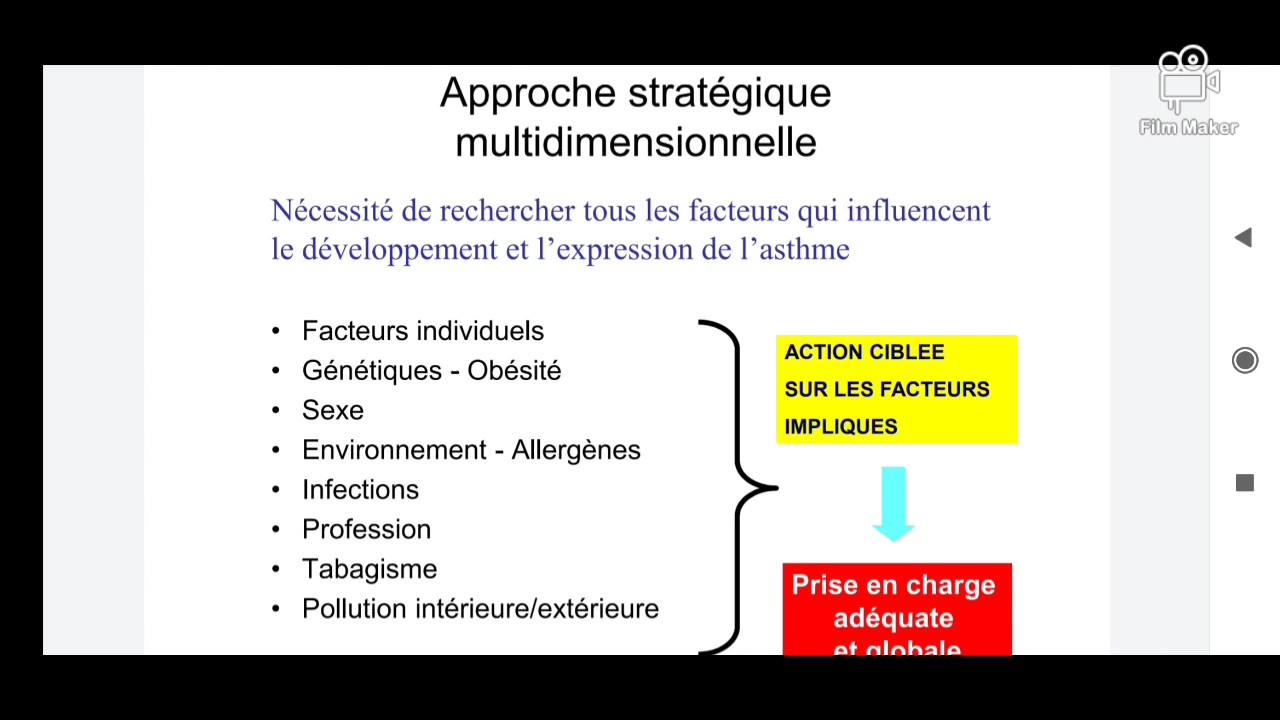 Approche stratégique
multidimensionnelle
Film Maker
Nécessité de rechercher tous les facteurs qui influencent
le développement et l’expression de l’asthme
• Facteurs individuels
• Génétiques - Obésité
• Sexe
• Environnement - Allergènes
• Infections
• Profession
• Tabagisme
• Pollution intérieure/extérieure
ACTION CIBLEE
SUR LES FACTEURS
IMPLIQUES
Prise en charge
adéquate
et globale